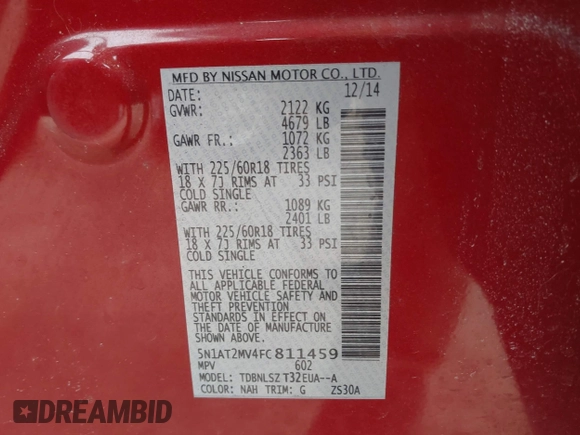 MFD BY NISSAN MOTOR CO., LTD.
DATE: 12/14
GVWR: 2122 KG
4679 LB
GAWR FR.: 1072 KG
2363 LB
WITH 225/60R18 TIRES
18 X 7J RIMS AT 33 PSI
COLD SINGLE
GAWR RR.: 1089 KG
2401 LB
WITH 225/60R18 TIRES
18 X 7J RIMS AT 33 PSI
COLD SINGLE
THIS VEHICLE CONFORMS TO
ALL APPLICABLE FEDERAL
MOTOR VEHICLE SAFETY AND
THEFT PREVENTION
STANDARDS IN EFFECT ON
THE DATE OF MANUFACTURE
SHOWN ABOVE.
5N1AT2MV4FC811459
MPV 602
MODEL: TDBNLSZ T32EUA--A
COLOR: NAH TRIM: G ZS30A
DREAMBID